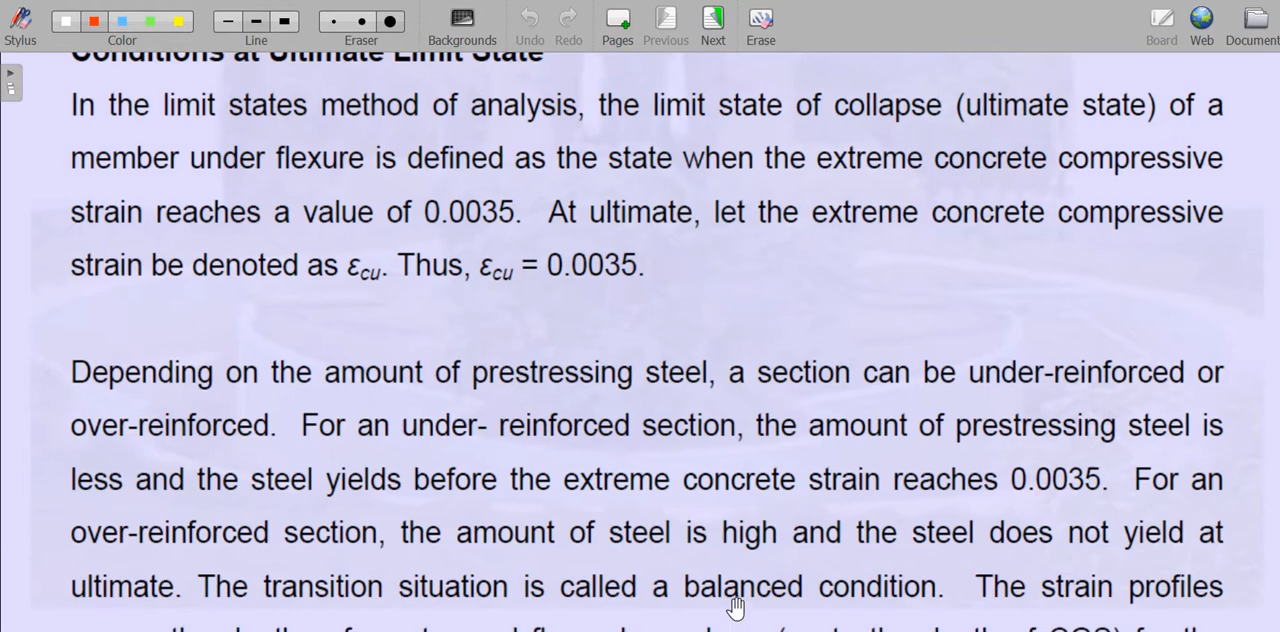 Stylus Color Line Eraser Backgrounds Undo Redo Pages Previous Next Erase Board Web Document
Conditions at Ultimate Limit State
In the limit states method of analysis, the limit state of collapse (ultimate state) of a
member under flexure is defined as the state when the extreme concrete compressive
strain reaches a value of 0.0035. At ultimate, let the extreme concrete compressive
strain be denoted as εcu. Thus, εcu = 0.0035.
Depending on the amount of prestressing steel, a section can be under-reinforced or
over-reinforced. For an under- reinforced section, the amount of prestressing steel is
less and the steel yields before the extreme concrete strain reaches 0.0035. For an
over-reinforced section, the amount of steel is high and the steel does not yield at
ultimate. The transition situation is called a balanced condition. The strain profiles